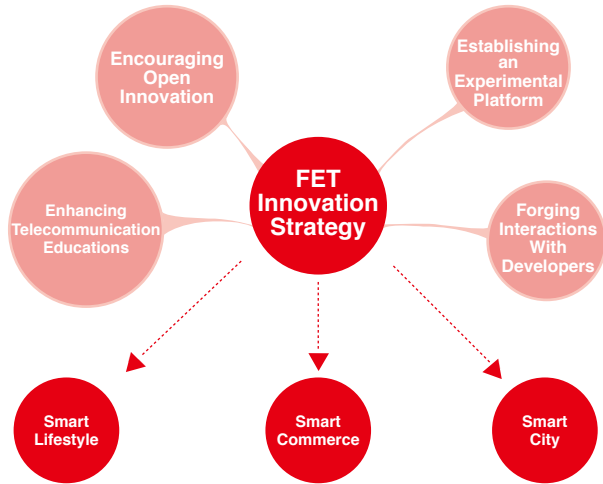 Encouraging
Open
Innovation
Establishing
an
Experimental
Platform
FET
Innovation
Strategy
Enhancing
Telecommunication
Educations
Forging
Interactions
With
Developers
Smart
Lifestyle
Smart
Commerce
Smart
City